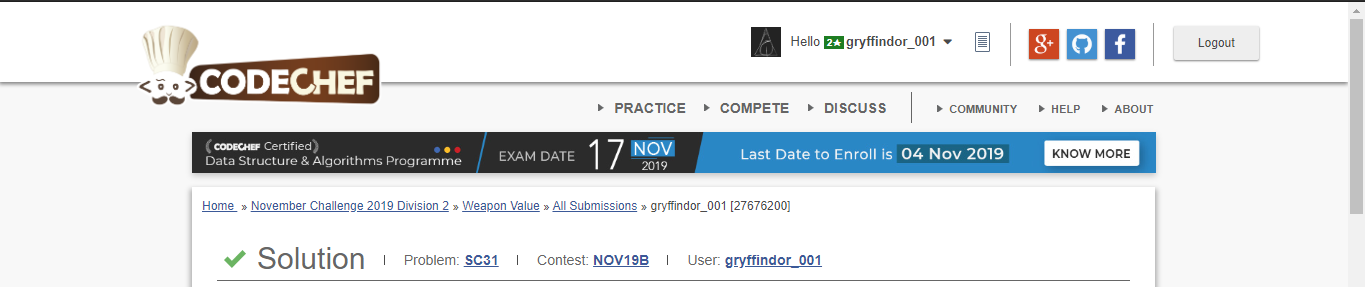 Hello 2★ gryffindor_001
g+
f
Logout
CODECHEF
PRACTICE COMPETE DISCUSS COMMUNITY HELP ABOUT
(CODECHEF Certified)
Data Structure & Algorithms Programme
EXAM DATE 17 NOV 2019
Last Date to Enroll is 04 Nov 2019 KNOW MORE
Home » November Challenge 2019 Division 2 » Weapon Value » All Submissions » gryffindor_001 [27676200]
Solution | Problem: SC31 | Contest: NOV19B | User: gryffindor_001